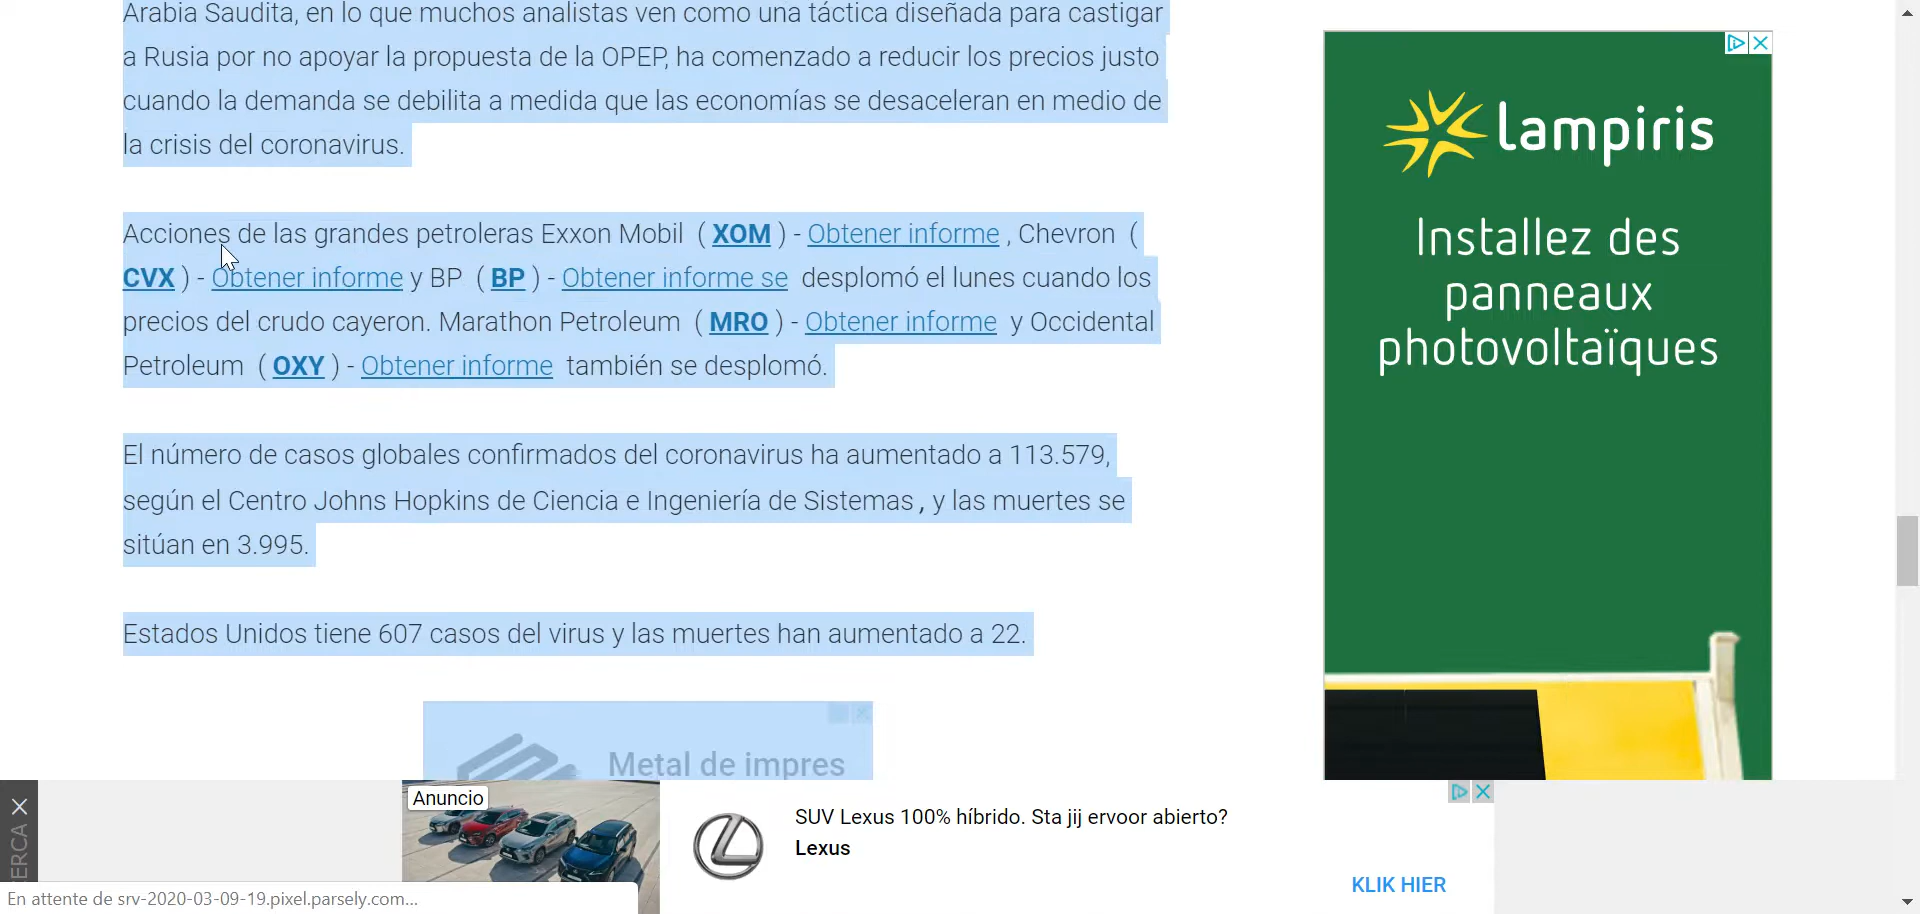 Arabia Saudita, en lo que muchos analistas ven como una táctica diseñada para castigar
a Rusia por no apoyar la propuesta de la OPEP, ha comenzado a reducir los precios justo
cuando la demanda se debilita a medida que las economías se desaceleran en medio de
la crisis del coronavirus.
Acciones de las grandes petroleras Exxon Mobil ( XOM ) - Obtener informe , Chevron (
CVX ) - Obtener informe y BP ( BP ) - Obtener informe se desplomó el lunes cuando los
precios del crudo cayeron. Marathon Petroleum ( MRO ) - Obtener informe y Occidental
Petroleum ( OXY ) - Obtener informe también se desplomó.
El número de casos globales confirmados del coronavirus ha aumentado a 113.579,
según el Centro Johns Hopkins de Ciencia e Ingeniería de Sistemas , y las muertes se
sitúan en 3.995.
Estados Unidos tiene 607 casos del virus y las muertes han aumentado a 22.
Metal de impres
lampiris
Installez des
panneaux
photovoltaïques
ERCA
Anuncio
SUV Lexus 100% híbrido. Sta jij ervoor abierto?
Lexus
KLIK HIER
En attente de srv-2020-03-09-19.pixel.parsely.com...